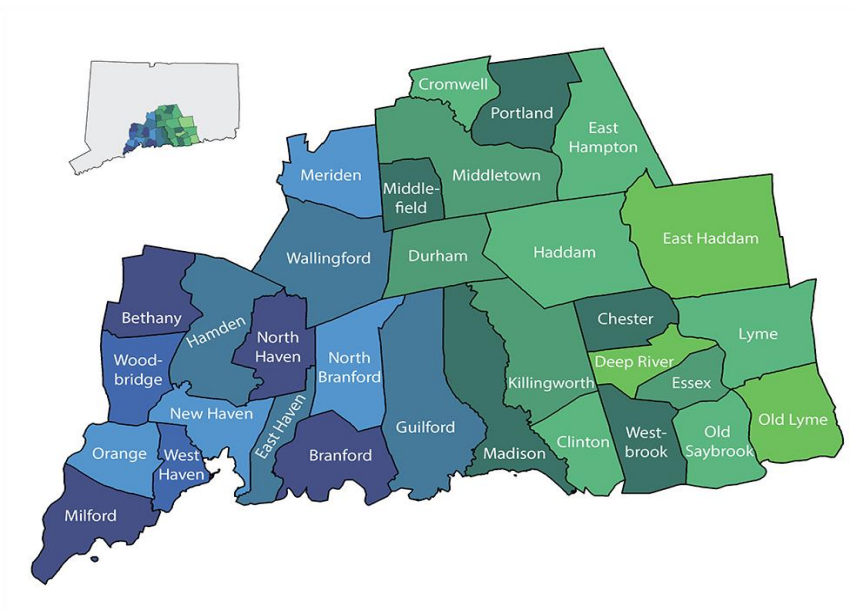 Cromwell
Portland
East
Hampton
Meriden
Middle-
field
Middletown
Wallingford
Durham
Haddam
East Haddam
Bethany
Hamden
North
Haven
North
Branford
Chester
Lyme
Wood-
bridge
Deep River
Killingworth
Essex
New Haven
East Haven
Guilford
Old Lyme
Orange
West
Haven
Branford
Madison
Clinton
West-
brook
Old
Saybrook
Milford